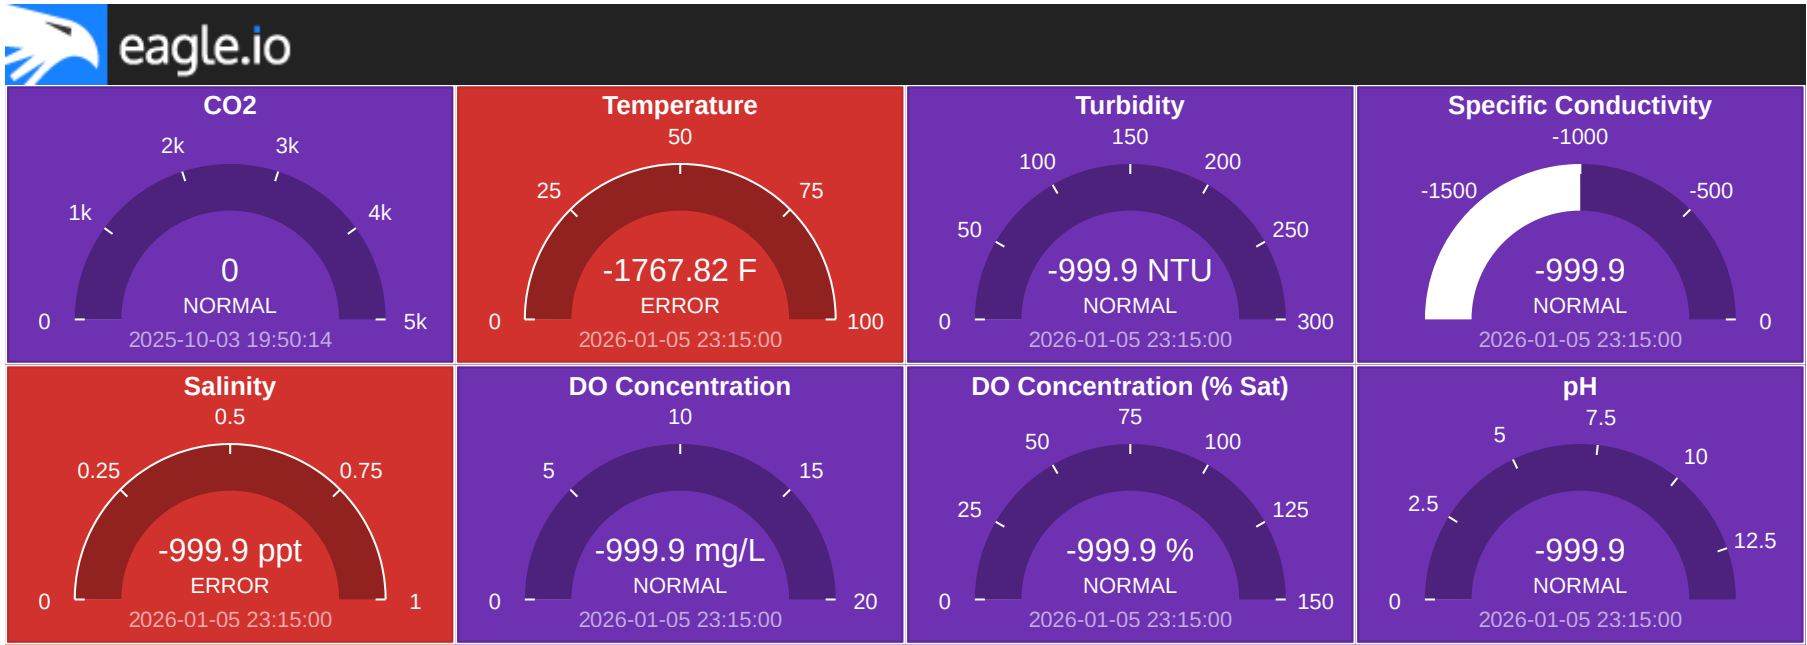 eagle.io
CO2
2k
3k
1k
4k
0
5k
0
NORMAL
2025-10-03 19:50:14
Temperature
50
25
75
0
100
-1767.82 F
ERROR
2026-01-05 23:15:00
Turbidity
150
100
200
50
250
0
300
-999.9 NTU
NORMAL
2026-01-05 23:15:00
Specific Conductivity
-1000
-1500
-500
0
-999.9
NORMAL
2026-01-05 23:15:00
Salinity
0.5
0.25
0.75
0
1
-999.9 ppt
ERROR
2026-01-05 23:15:00
DO Concentration
10
5
15
0
20
-999.9 mg/L
NORMAL
2026-01-05 23:15:00
DO Concentration (% Sat)
75
50
100
25
125
0
150
-999.9 %
NORMAL
2026-01-05 23:15:00
pH
7.5
5
10
2.5
12.5
0
-999.9
NORMAL
2026-01-05 23:15:00